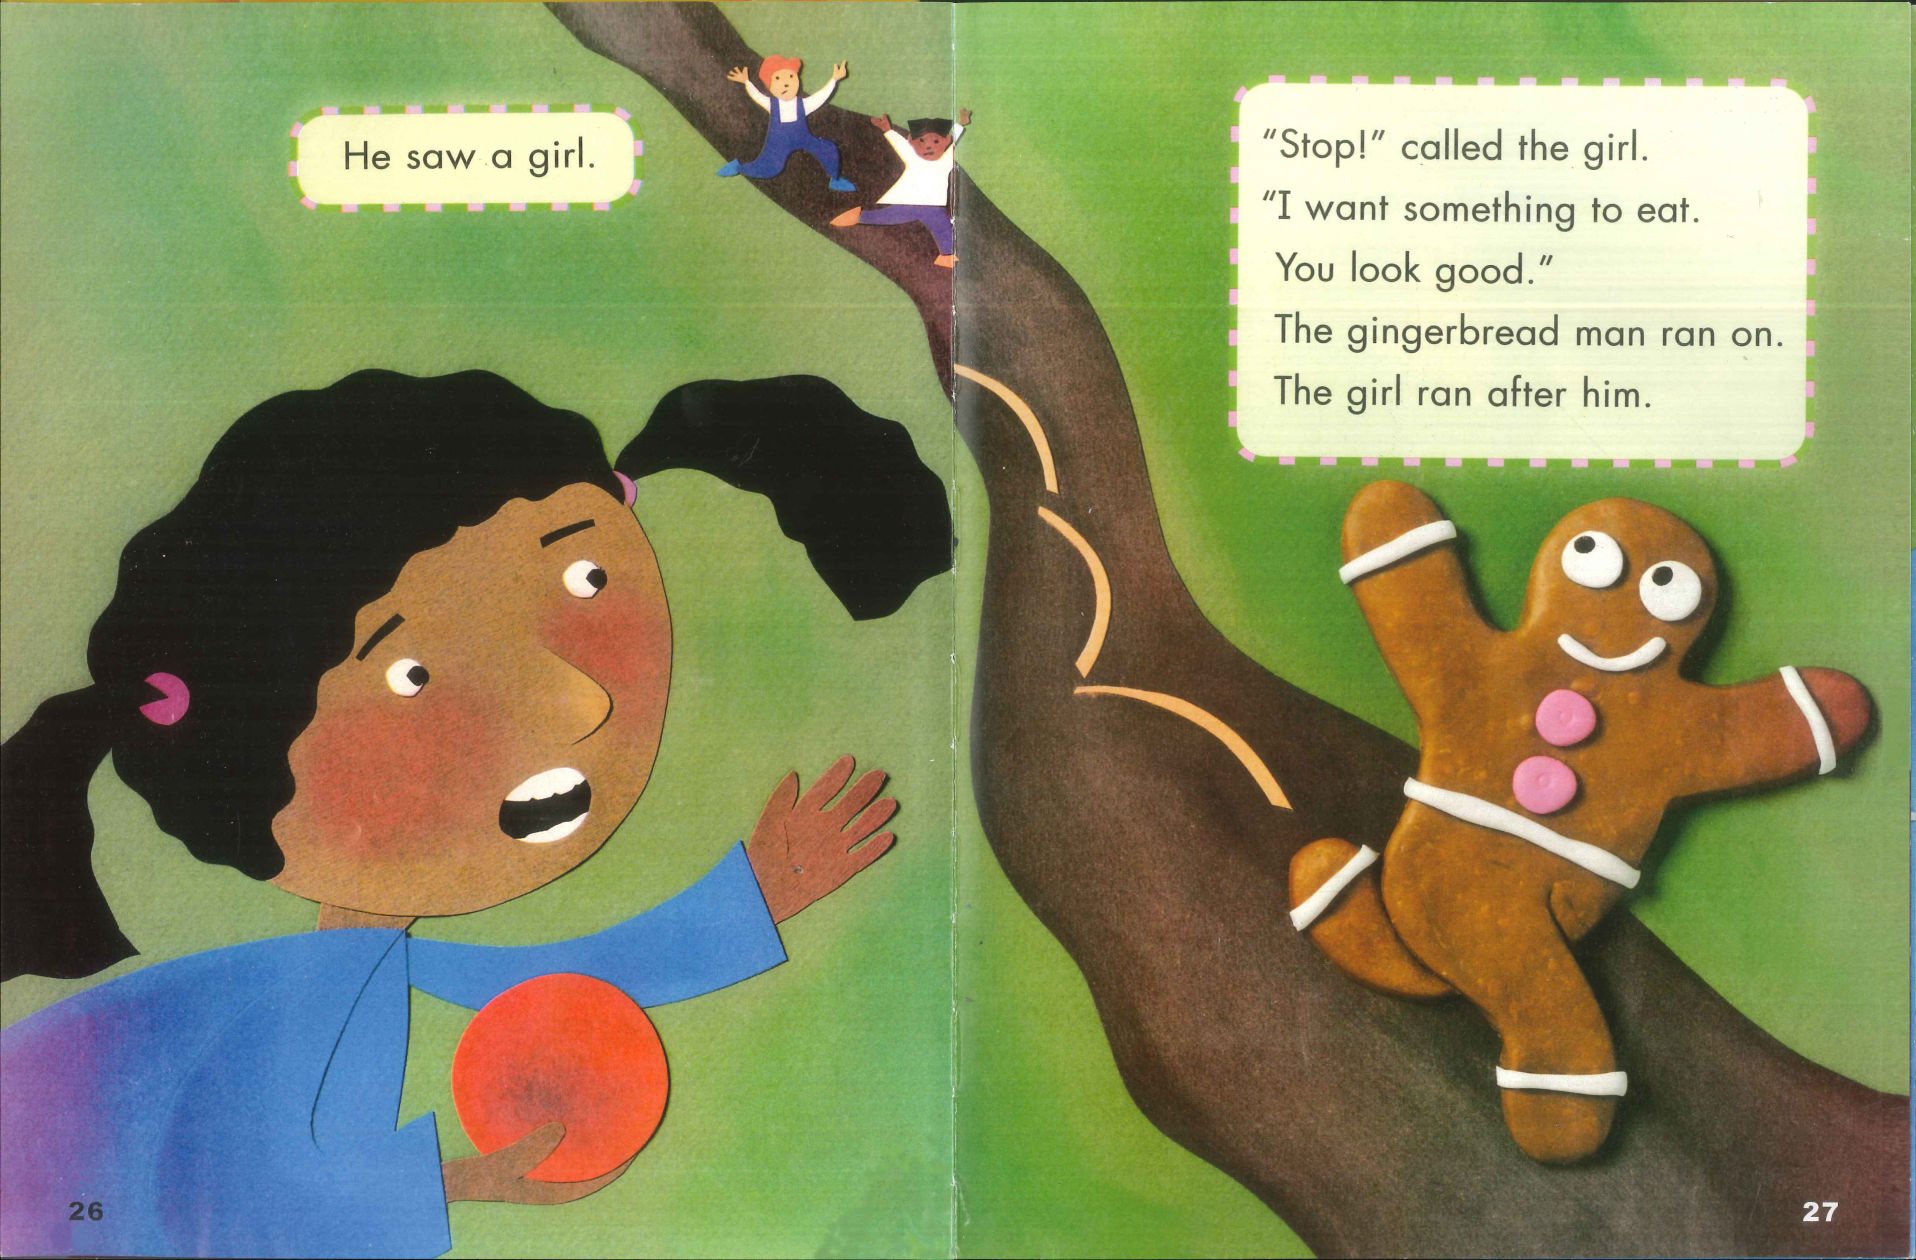 He saw a girl.
26
“Stop!” called the girl.
“I want something to eat.
You look good.”
The gingerbread man ran on.
The girl ran after him.
27